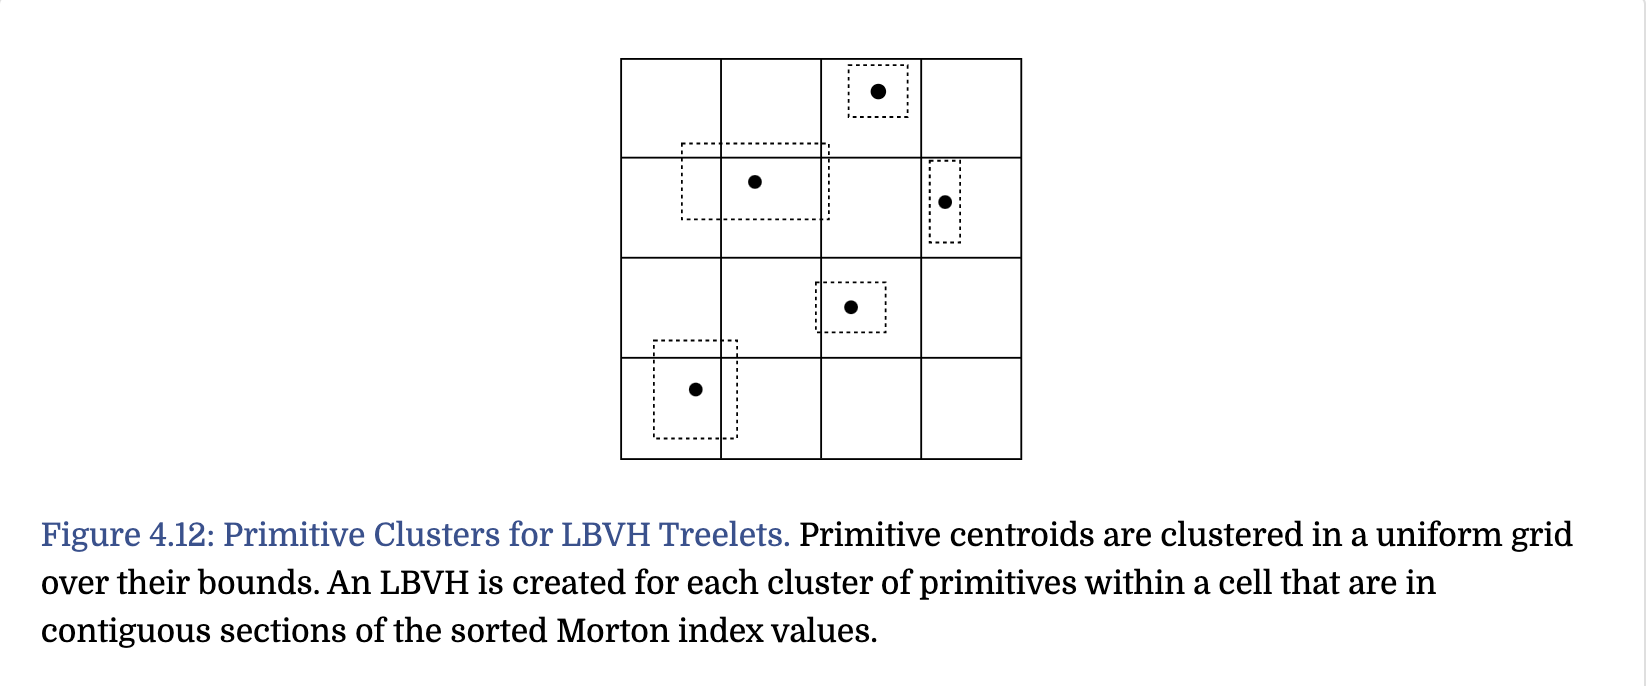 Figure 4.12: Primitive Clusters for LBVH Treelets. Primitive centroids are clustered in a uniform grid
over their bounds. An LBVH is created for each cluster of primitives within a cell that are in
contiguous sections of the sorted Morton index values.